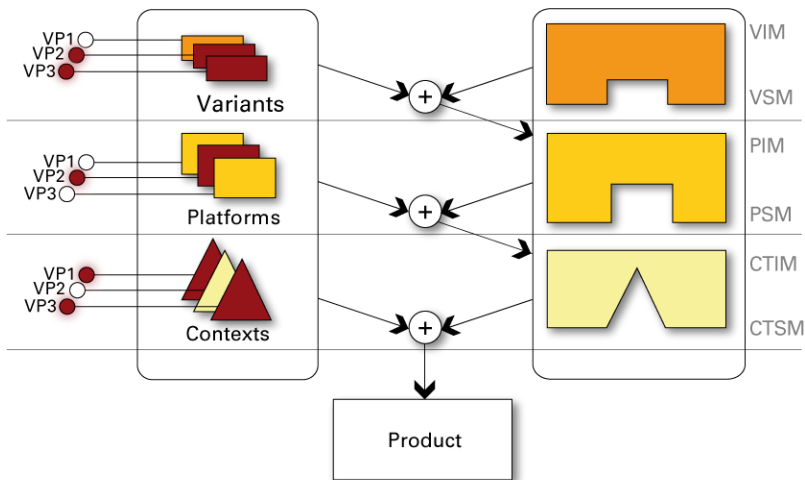 VP1
VP2
VP3
Variants
VIM
+
VSM
VP1
VP2
VP3
Platforms
PIM
+
PSM
VP1
VP2
VP3
Contexts
CTIM
+
CTSM
Product